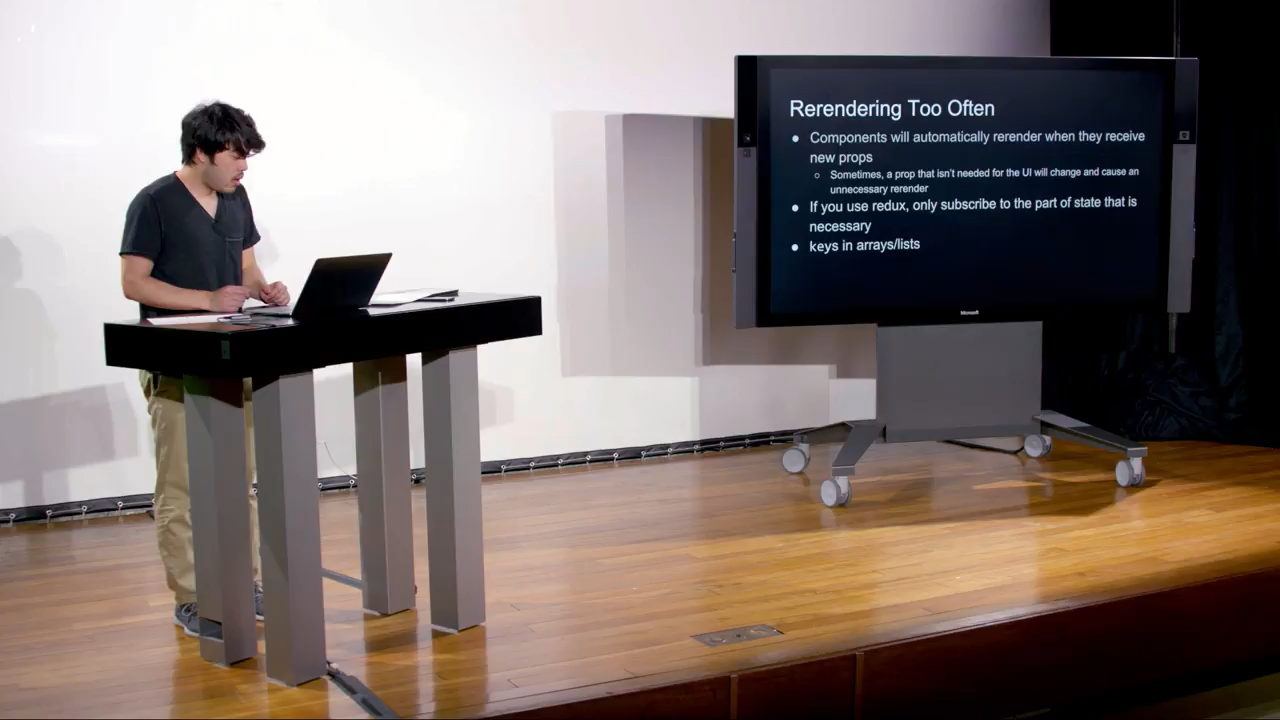 Rerendering Too Often
● Components will automatically rerender when they receive
new props
○ Sometimes, a prop that isn't needed for the UI will change and cause an
unnecessary rerender
● If you use redux, only subscribe to the part of state that is
necessary
● keys in arrays/lists
Microsoft